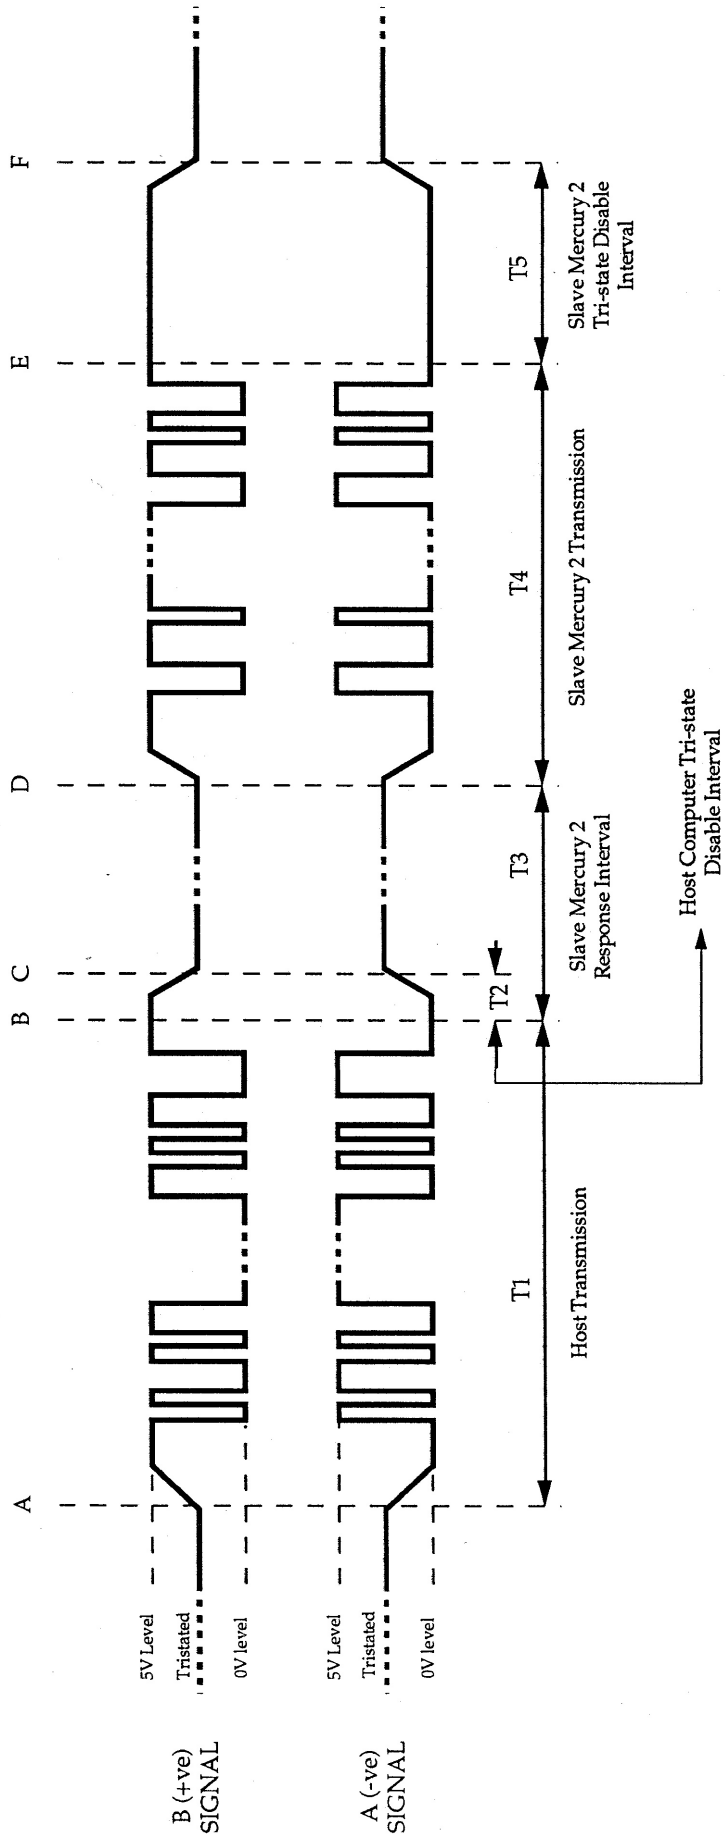 A
B
C
D
E
F
B (+ve)
SIGNAL
5V Level
Tristated
0V level
A (-ve)
SIGNAL
5V Level
Tristated
0V level
T1
T2
T3
T4
T5
Host Transmission
Slave Mercury 2
Response Interval
Slave Mercury 2 Transmission
Slave Mercury 2
Tri-state Disable
Interval
Host Computer Tri-state
Disable Interval